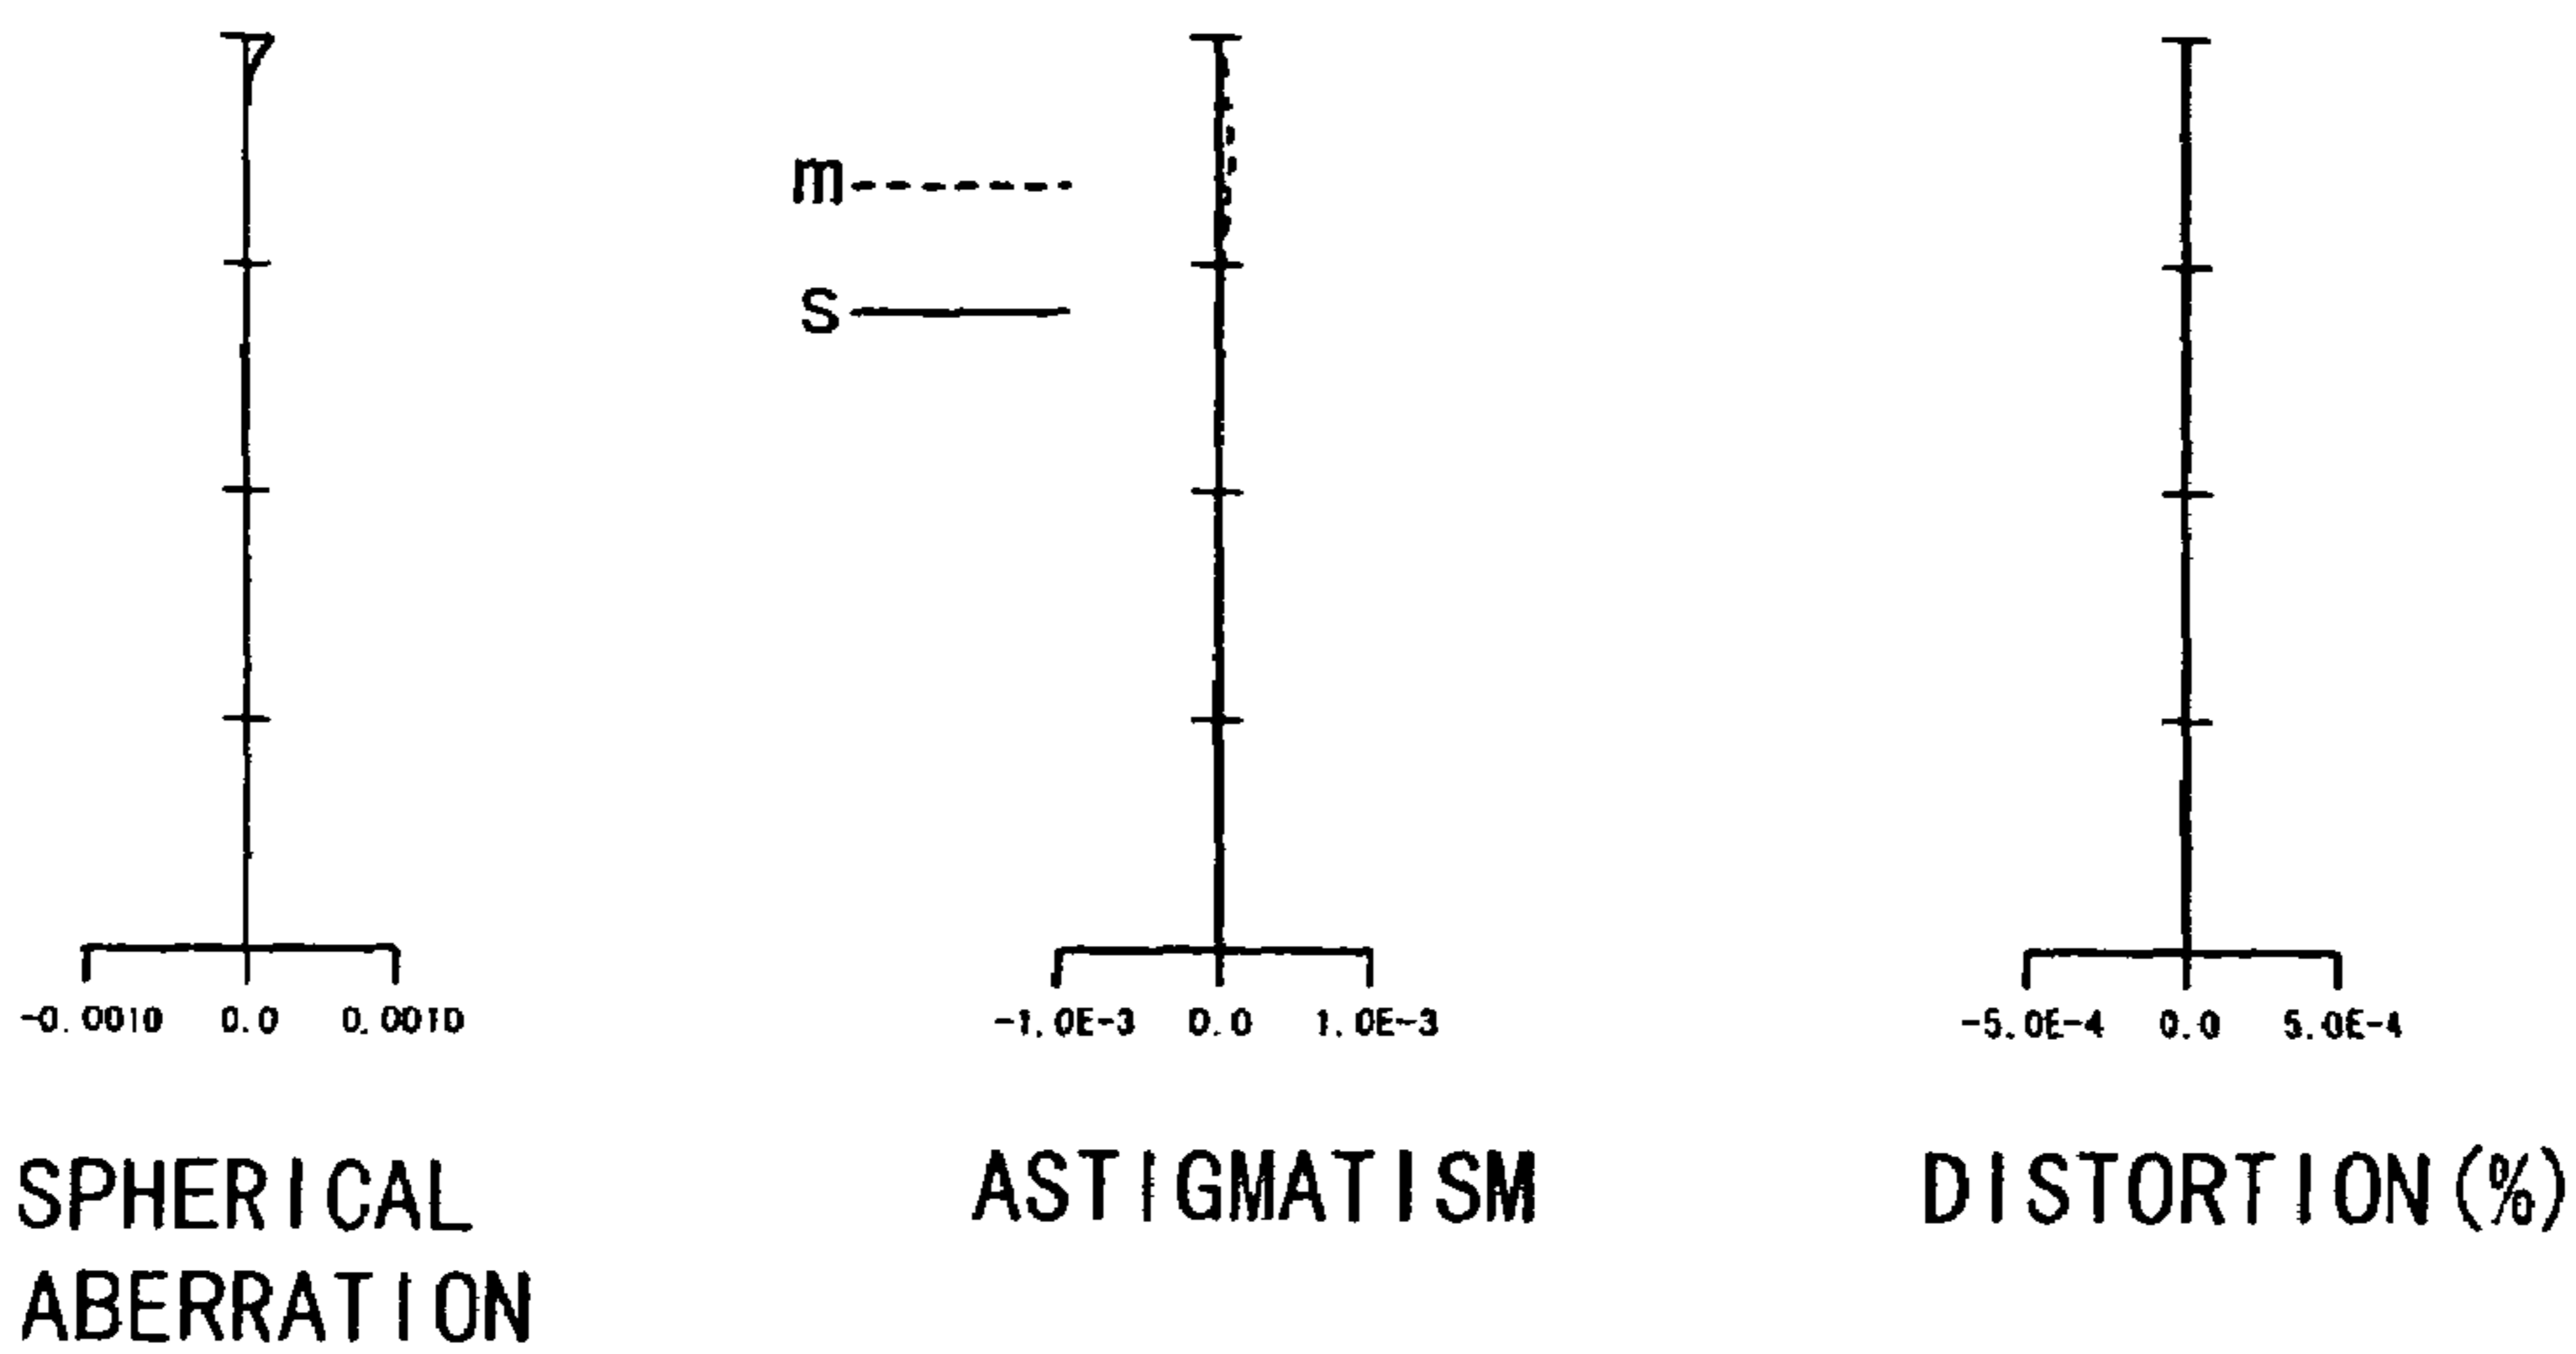 m
S
-0.0010 0.0 0.0010
-1.0E-3 0.0 1.0E-3
-5.0E-4 0.0 5.0E-4
SPHERICAL
ABERRATION
ASTIGMATISM
DISTORTION(%)